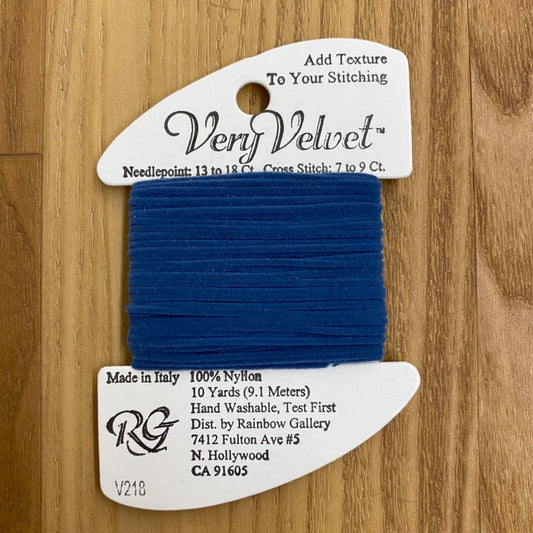 Add Texture
To Your Stitching
Very Velvet™
Needlepoint: 13 to 18 Ct. Cross Stitch: 7 to 9 Ct.
Made in Italy 100% Nylon
10 Yards (9.1 Meters)
Hand Washable, Test First
RG Dist. by Rainbow Gallery
7412 Fulton Ave #5
N. Hollywood
CA 91605
V218